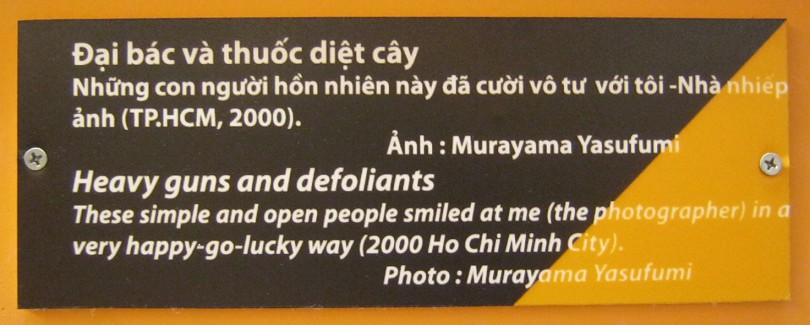 Đại bác và thuốc diệt cây
Những con người hồn nhiên này đã cười vô tư với tôi -Nhà nhiếp
ảnh (TP.HCM, 2000).
Ảnh : Murayama Yasufumi
Heavy guns and defoliants
These simple and open people smiled at me (the photographer) in a
very happy-go-lucky way (2000 Ho Chi Minh City).
Photo : Murayama Yasufumi